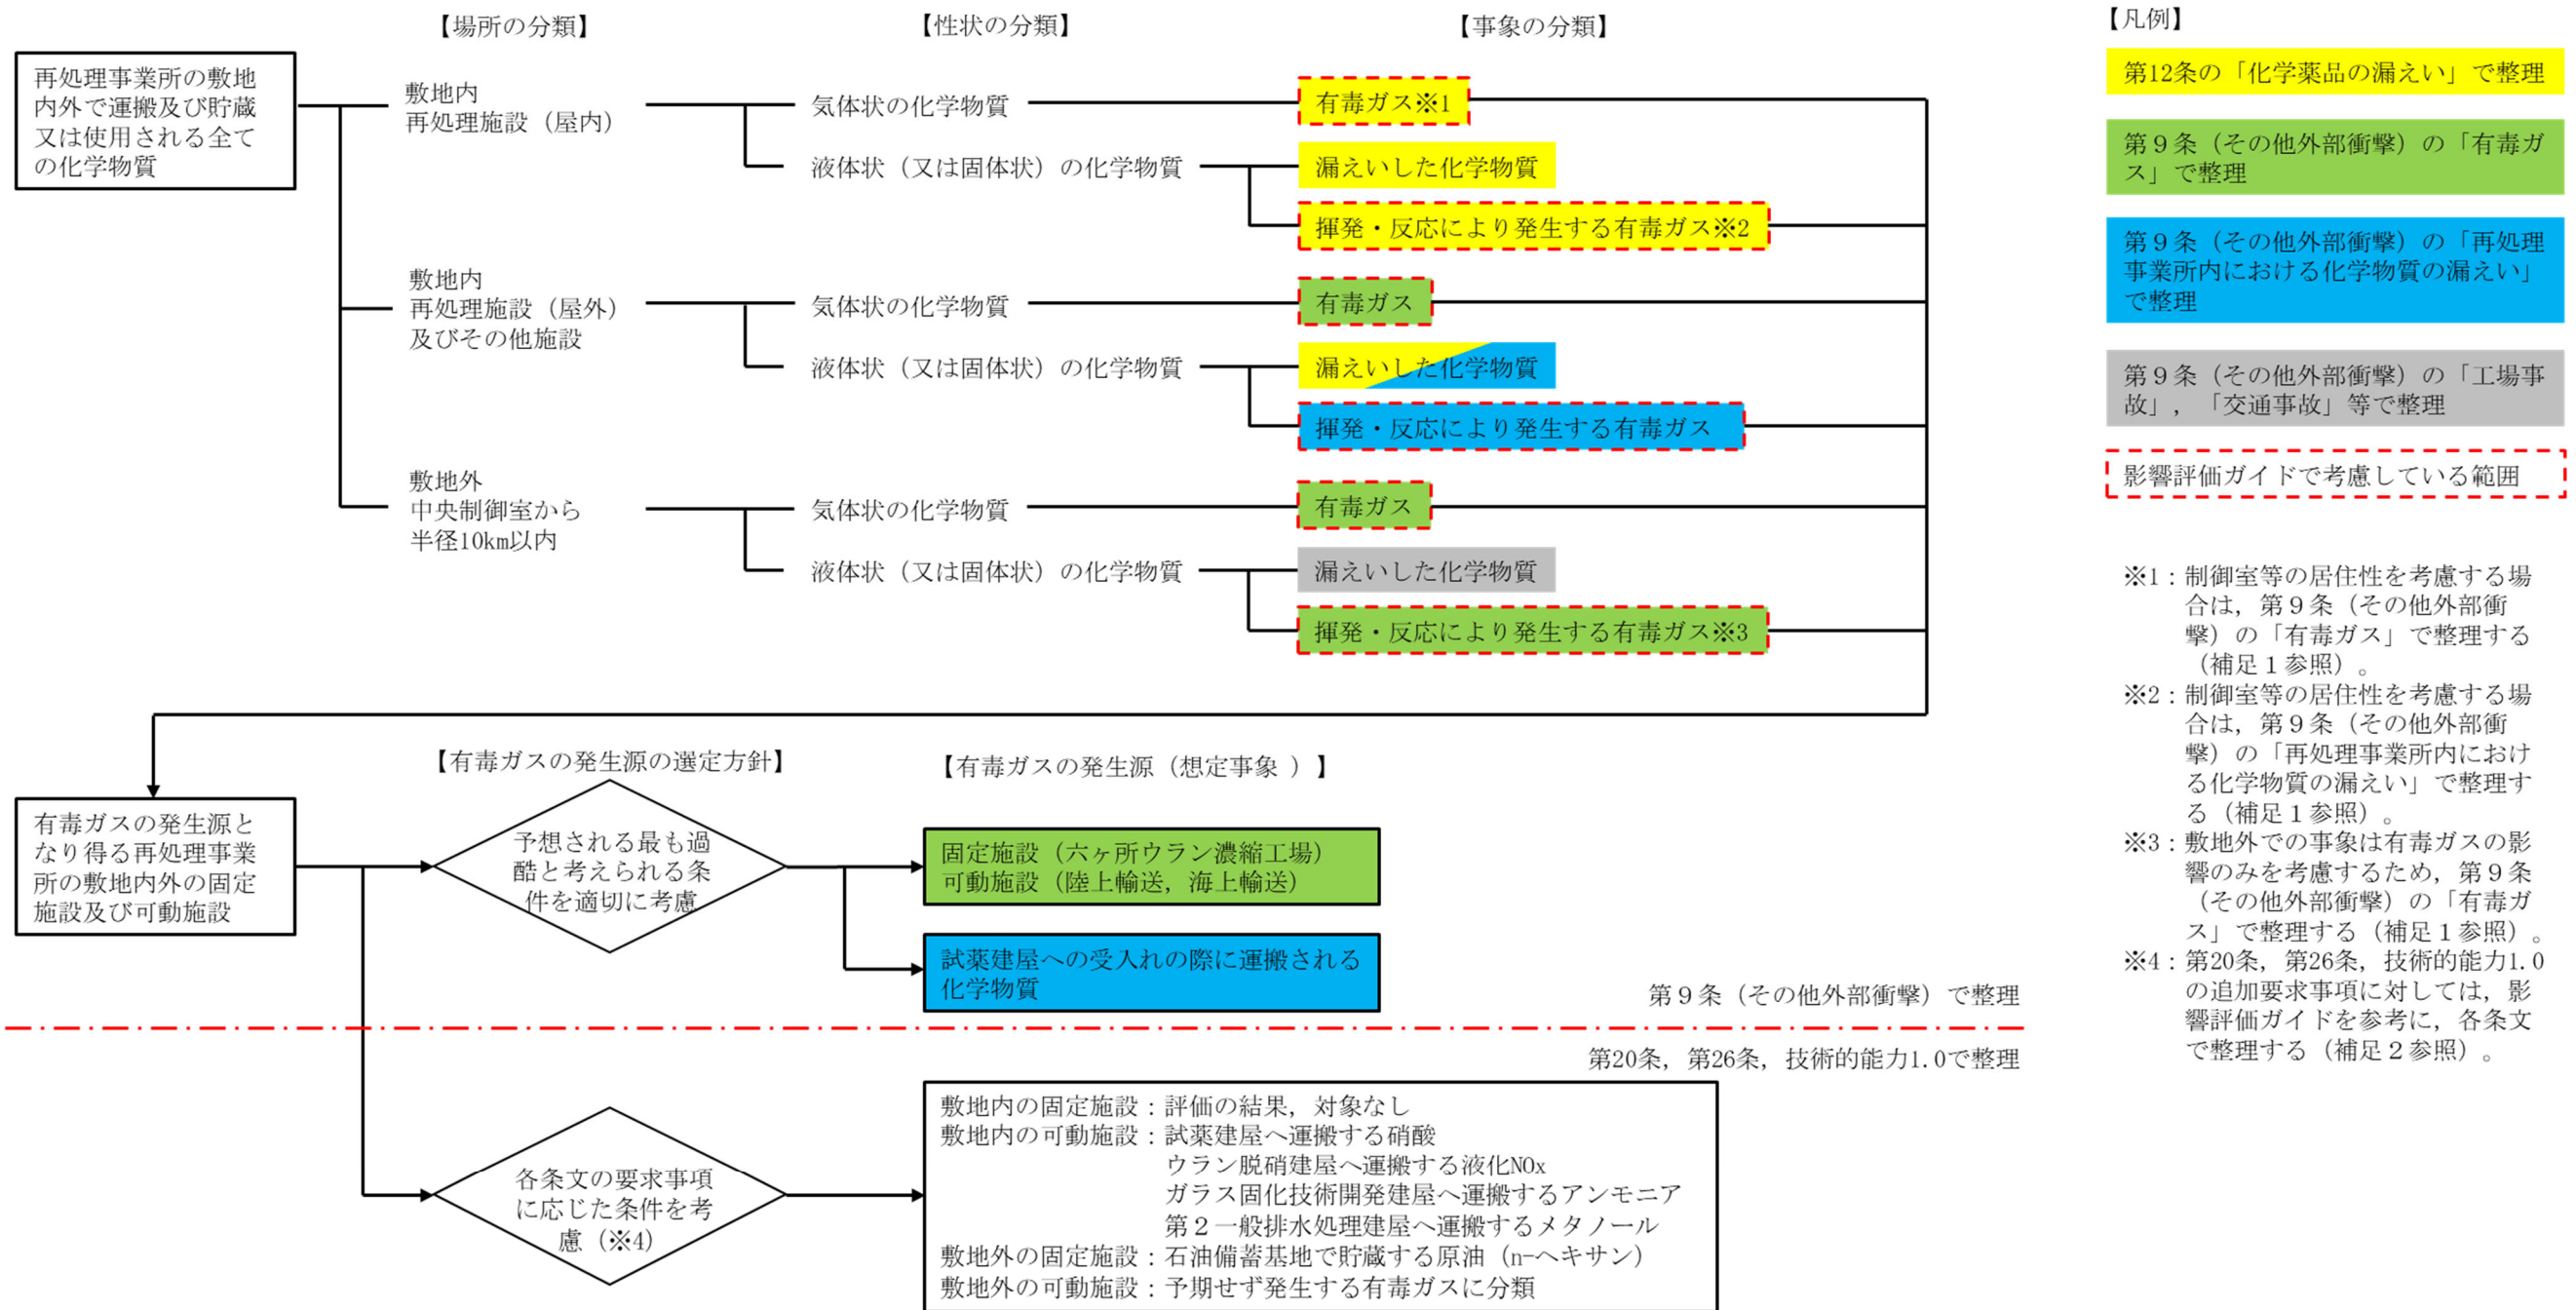 【場所の分類】
【性状の分類】
【事象の分類】
再処理事業所の敷地
内外で運搬及び貯蔵
又は使用される全て
の化学物質
敷地内
再処理施設（屋内）
気体状の化学物質
有毒ガス※1
液体状（又は固体状）の化学物質
漏えいした化学物質
揮発・反応により発生する有毒ガス※2
敷地内
再処理施設（屋外）
及びその他施設
気体状の化学物質
有毒ガス
液体状（又は固体状）の化学物質
漏えいした化学物質
揮発・反応により発生する有毒ガス
敷地外
中央制御室から
半径10km以内
気体状の化学物質
有毒ガス
液体状（又は固体状）の化学物質
漏えいした化学物質
揮発・反応により発生する有毒ガス※3
【有毒ガスの発生源の選定方針】
【有毒ガスの発生源（想定事象 ）】
有毒ガスの発生源と
なり得る再処理事業
所の敷地内外の固定
施設及び可動施設
予想される最も過
酷と考えられる条
件を適切に考慮
固定施設（六ヶ所ウラン濃縮工場）
可動施設（陸上輸送，海上輸送）
試薬建屋への受入れの際に運搬される
化学物質
第９条（その他外部衝撃）で整理
第20条，第26条，技術的能力1.0で整理
各条文の要求事項
に応じた条件を考
慮（※4）
敷地内の固定施設：評価の結果，対象なし
敷地内の可動施設：試薬建屋へ運搬する硝酸
ウラン脱硝建屋へ運搬する液化NOx
ガラス固化技術開発建屋へ運搬するアンモニア
第２一般排水処理建屋へ運搬するメタノール
敷地外の固定施設：石油備蓄基地で貯蔵する原油（n-ヘキサン）
敷地外の可動施設：予期せず発生する有毒ガスに分類
【凡例】
第12条の「化学薬品の漏えい」で整理
第９条（その他外部衝撃）の「有毒ガ
ス」で整理
第９条（その他外部衝撃）の「再処理
事業所内における化学物質の漏えい」
で整理
第９条（その他外部衝撃）の「工場事
故」，「交通事故」等で整理
影響評価ガイドで考慮している範囲
※1：制御室等の居住性を考慮する場
合は，第９条（その他外部衝
撃）の「有毒ガス」で整理する
（補足１参照）。
※2：制御室等の居住性を考慮する場
合は，第９条（その他外部衝
撃）の「再処理事業所内におけ
る化学物質の漏えい」で整理す
る（補足１参照）。
※3：敷地外での事象は有毒ガスの影
響のみを考慮するため，第９条
（その他外部衝撃）の「有毒ガ
ス」で整理する（補足１参照）。
※4：第20条，第26条，技術的能力1.0
の追加要求事項に対しては，影
響評価ガイドを参考に，各条文
で整理する（補足２参照）。